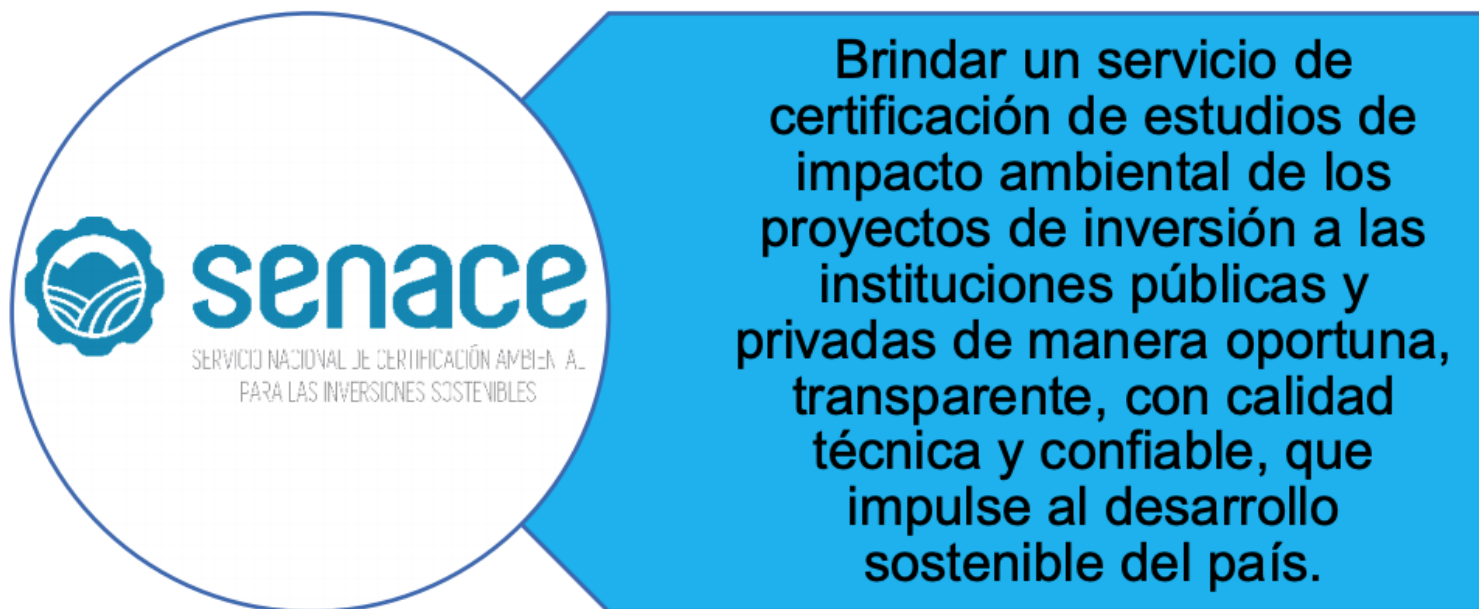 senace
SERVICIO NACIONAL DE CERTIFICACIÓN AMBIENTAL
PARA LAS INVERSIONES SOSTENIBLES
Brindar un servicio de
certificación de estudios de
impacto ambiental de los
proyectos de inversión a las
instituciones públicas y
privadas de manera oportuna,
transparente, con calidad
técnica y confiable, que
impulse al desarrollo
sostenible del país.